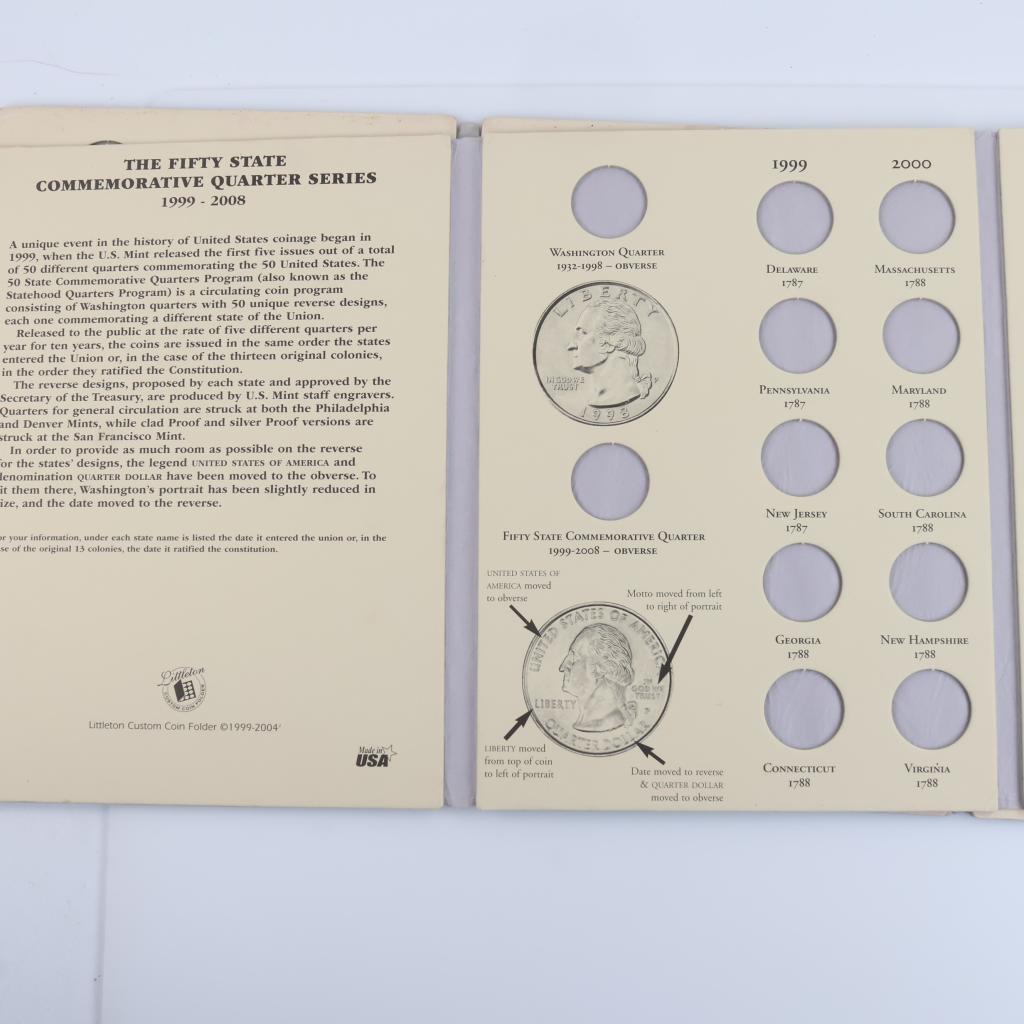 THE FIFTY STATE
COMMEMORATIVE QUARTER SERIES
1999 - 2008
A unique event in the history of United States coinage began in
1999, when the U.S. Mint released the first five issues out of a total
of 50 different quarters commemorating the 50 United States. The
50 State Commemorative Quarters Program (also known as the
Statehood Quarters Program) is a circulating coin program
consisting of Washington quarters with 50 unique reverse designs,
each one commemorating a different state of the Union.
Released to the public at the rate of five different quarters per
year for ten years, the coins are issued in the same order the states
entered the Union or, in the case of the thirteen original colonies,
in the order they ratified the Constitution.
The reverse designs, proposed by each state and approved by the
Secretary of the Treasury, are produced by U.S. Mint staff engravers.
Quarters for general circulation are struck at both the Philadelphia
and Denver Mints, while clad Proof and silver Proof versions are
struck at the San Francisco Mint.
In order to provide as much room as possible on the reverse
for the states' designs, the legend UNITED STATES OF AMERICA and
denomination QUARTER DOLLAR have been moved to the obverse. To
it them there, Washington's portrait has been slightly reduced in
ize, and the date moved to the reverse.
or your information, under each state name is listed the date it entered the union or, in the
se of the original 13 colonies, the date it ratified the constitution.
Littleton
CUSTOM COIN FOLDER
Littleton Custom Coin Folder ©1999-2004
Made in
USA
WASHINGTON QUARTER
1932-1998 – OBVERSE
LIBERTY
IN GOD WE
TRUST
P
1998
FIFTY STATE COMMEMORATIVE QUARTER
1999-2008 – OBVERSE
UNITED STATES OF
AMERICA moved
to obverse
Motto moved from left
to right of portrait
UNITED STATES OF AMERICA
LIBERTY
IN
GOD WE
TRUST
P
QUARTER DOLLAR
LIBERTY moved
from top of coin
to left of portrait
Date moved to reverse
& QUARTER DOLLAR
moved to obverse
1999
DELAWARE
1787
PENNSYLVANIA
1787
NEW JERSEY
1787
GEORGIA
1788
CONNECTICUT
1788
2000
MASSACHUSETTS
1788
MARYLAND
1788
SOUTH CAROLINA
1788
NEW HAMPSHIRE
1788
VIRGINIA
1788